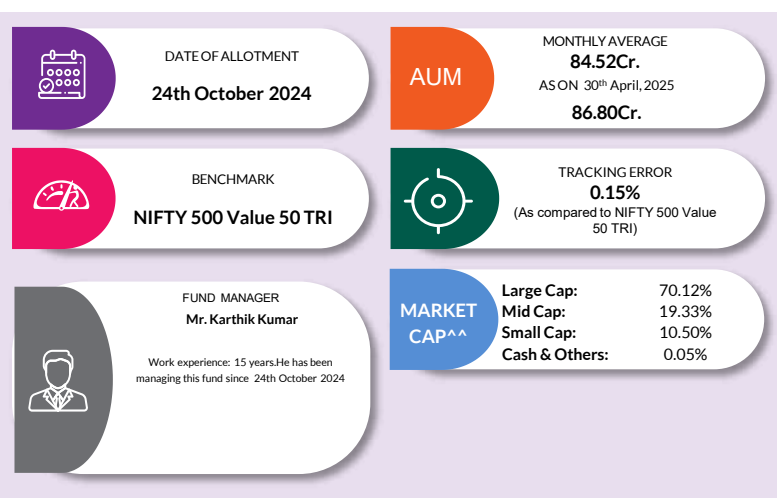 DATE OF ALLOTMENT
24th October 2024
AUM
MONTHLY AVERAGE
84.52Cr.
AS ON 30th April, 2025
86.80Cr.
BENCHMARK
NIFTY 500 Value 50 TRI
TRACKING ERROR
0.15%
(As compared to NIFTY 500 Value
50 TRI)
FUND MANAGER
Mr. Karthik Kumar
Work experience: 15 years.He has been
managing this fund since 24th October 2024
MARKET
CAP^^
Large Cap: 70.12%
Mid Cap: 19.33%
Small Cap: 10.50%
Cash & Others: 0.05%